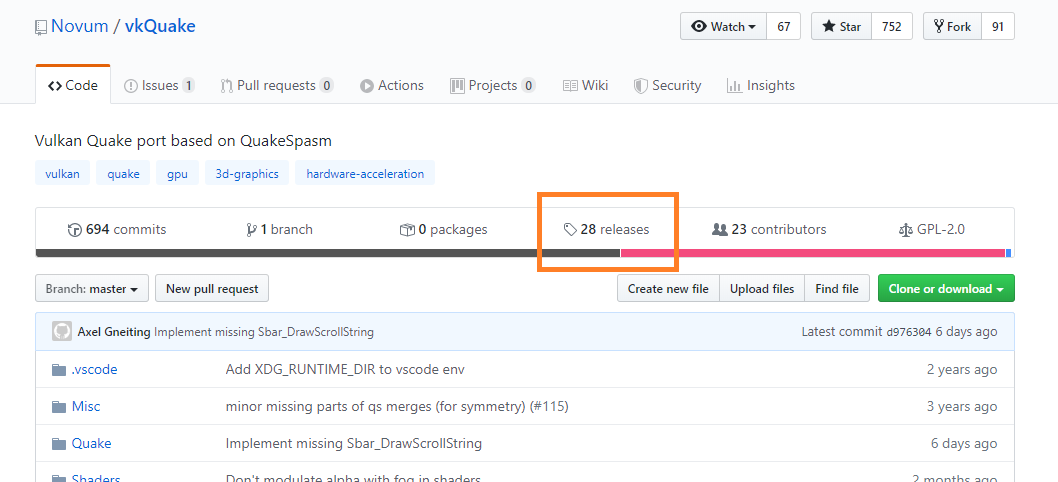 Novum / vkQuake
Watch 67 Star 752 Fork 91
Code Issues 1 Pull requests 0 Actions Projects 0 Wiki Security Insights
Vulkan Quake port based on QuakeSpasm
vulkan quake gpu 3d-graphics hardware-acceleration
694 commits 1 branch 0 packages 28 releases 23 contributors GPL-2.0
Branch: master New pull request Create new file Upload files Find file Clone or download
Axel Gneiting Implement missing Sbar_DrawScrollString Latest commit d976304 6 days ago
.vscode Add XDG_RUNTIME_DIR to vscode env 2 years ago
Misc minor missing parts of qs merges (for symmetry) (#115) 3 years ago
Quake Implement missing Sbar_DrawScrollString 6 days ago
Shaders Don't modulate alpha with fog in shaders 2 months ago